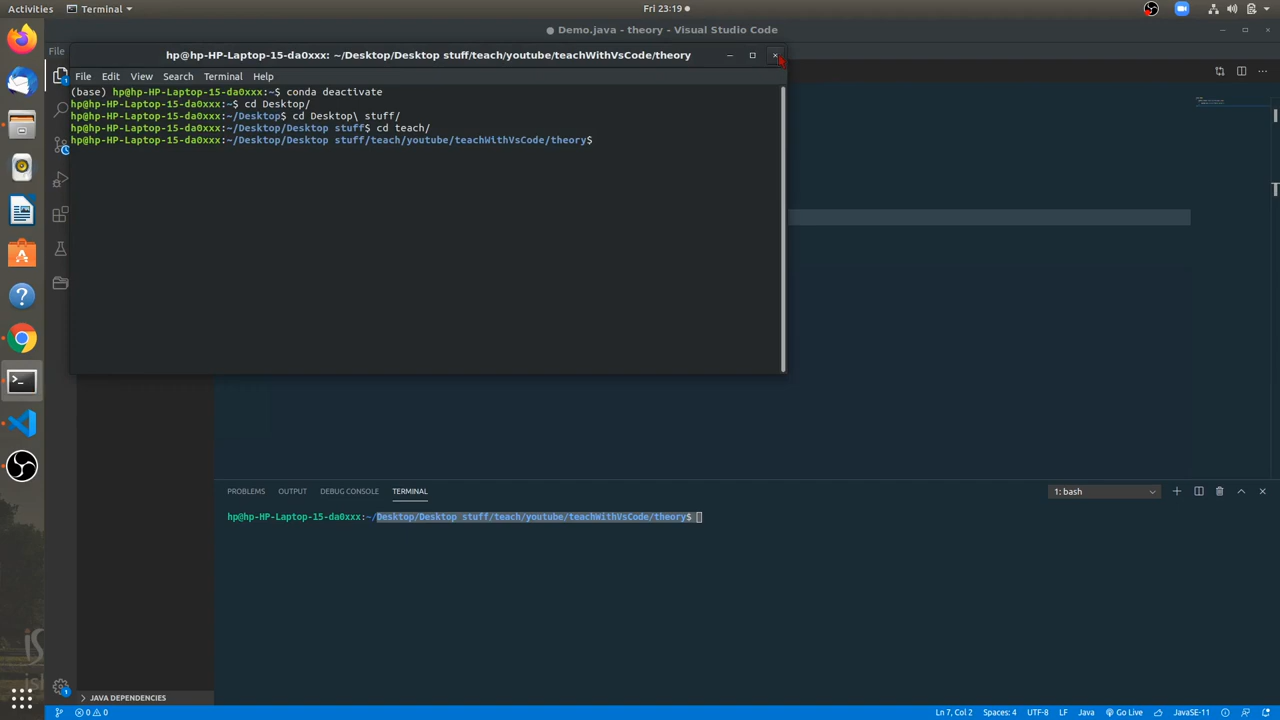 Activities
Terminal
Fri 23:19
● Demo.java - theory - Visual Studio Code
File
hp@hp-HP-Laptop-15-da0xxx: ~/Desktop/Desktop stuff/teach/youtube/teachWithVsCode/theory
File Edit View Search Terminal Help
(base) hp@hp-HP-Laptop-15-da0xxx:~$ conda deactivate
hp@hp-HP-Laptop-15-da0xxx:~$ cd Desktop/
hp@hp-HP-Laptop-15-da0xxx:~/Desktop$ cd Desktop\ stuff/
hp@hp-HP-Laptop-15-da0xxx:~/Desktop/Desktop stuff$ cd teach/
hp@hp-HP-Laptop-15-da0xxx:~/Desktop/Desktop stuff/teach/youtube/teachWithVsCode/theory$
PROBLEMS OUTPUT DEBUG CONSOLE TERMINAL
1: bash
hp@hp-HP-Laptop-15-da0xxx:~/Desktop/Desktop stuff/teach/youtube/teachWithVsCode/theory$
JAVA DEPENDENCIES
0 0
Ln 7, Col 2 Spaces: 4 UTF-8 LF Java Go Live JavaSE-11